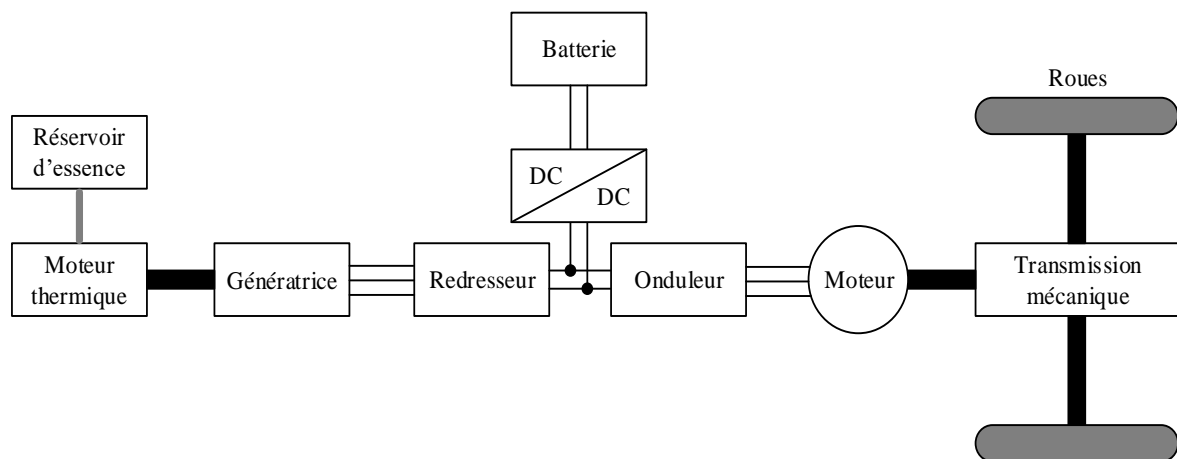 Batterie
Roues
Réservoir
d'essence
DC
DC
Moteur
thermique
Génératrice
Redresseur
Onduleur
Moteur
Transmission
mécanique